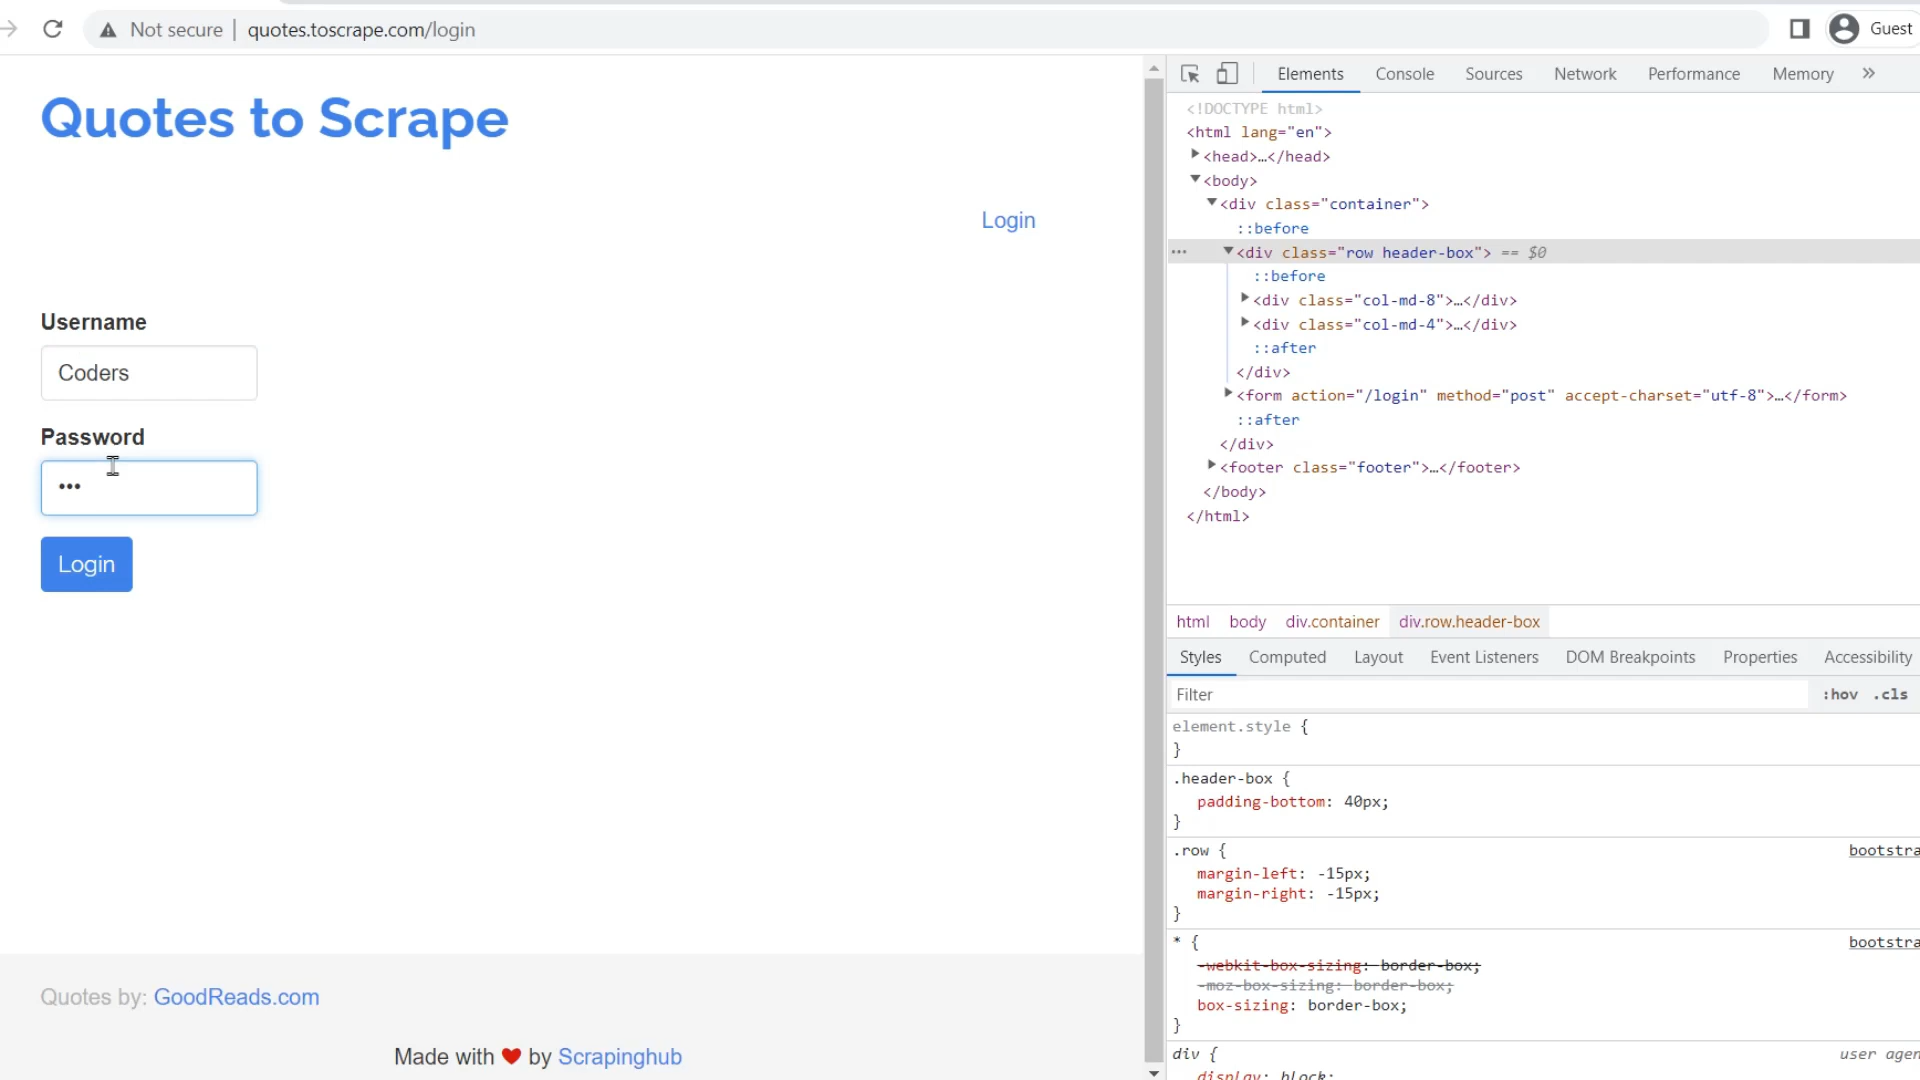 Not secure | quotes.toscrape.com/login
Guest
Quotes to Scrape
Login
Username
Coders
Password
•••
Login
Quotes by: GoodReads.com
Made with ❤ by Scrapinghub
Elements Console Sources Network Performance Memory »
<!DOCTYPE html>
<html lang="en">
<head>…</head>
<body>
<div class="container">
::before
<div class="row header-box"> == $0
::before
<div class="col-md-8">…</div>
<div class="col-md-4">…</div>
::after
</div>
<form action="/login" method="post" accept-charset="utf-8">…</form>
::after
</div>
<footer class="footer">…</footer>
</body>
</html>
html body div.container div.row.header-box
Styles Computed Layout Event Listeners DOM Breakpoints Properties Accessibility
Filter :hov .cls
element.style {
}
.header-box {
padding-bottom: 40px;
}
.row { bootstra
margin-left: -15px;
margin-right: -15px;
}
* { bootstra
-webkit-box-sizing: border-box;
-moz-box-sizing: border-box;
box-sizing: border-box;
}
div { user agen
display: block;